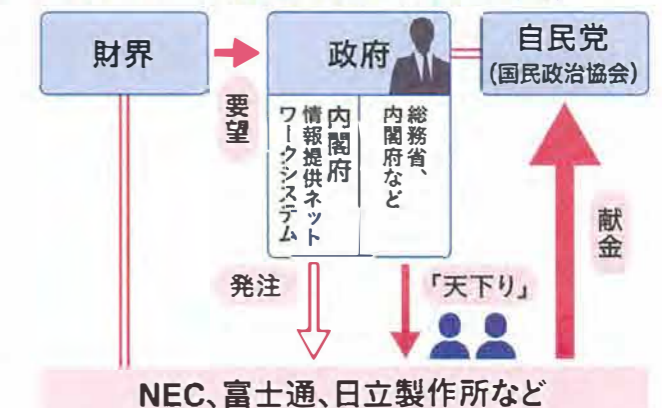 財界
政府
自民党
(国民政治協会)
要望
内閣府
情報提供ネット
ワークシステム
総務省、
内閣府など
献金
発注
「天下り」
NEC、富士通、日立製作所など